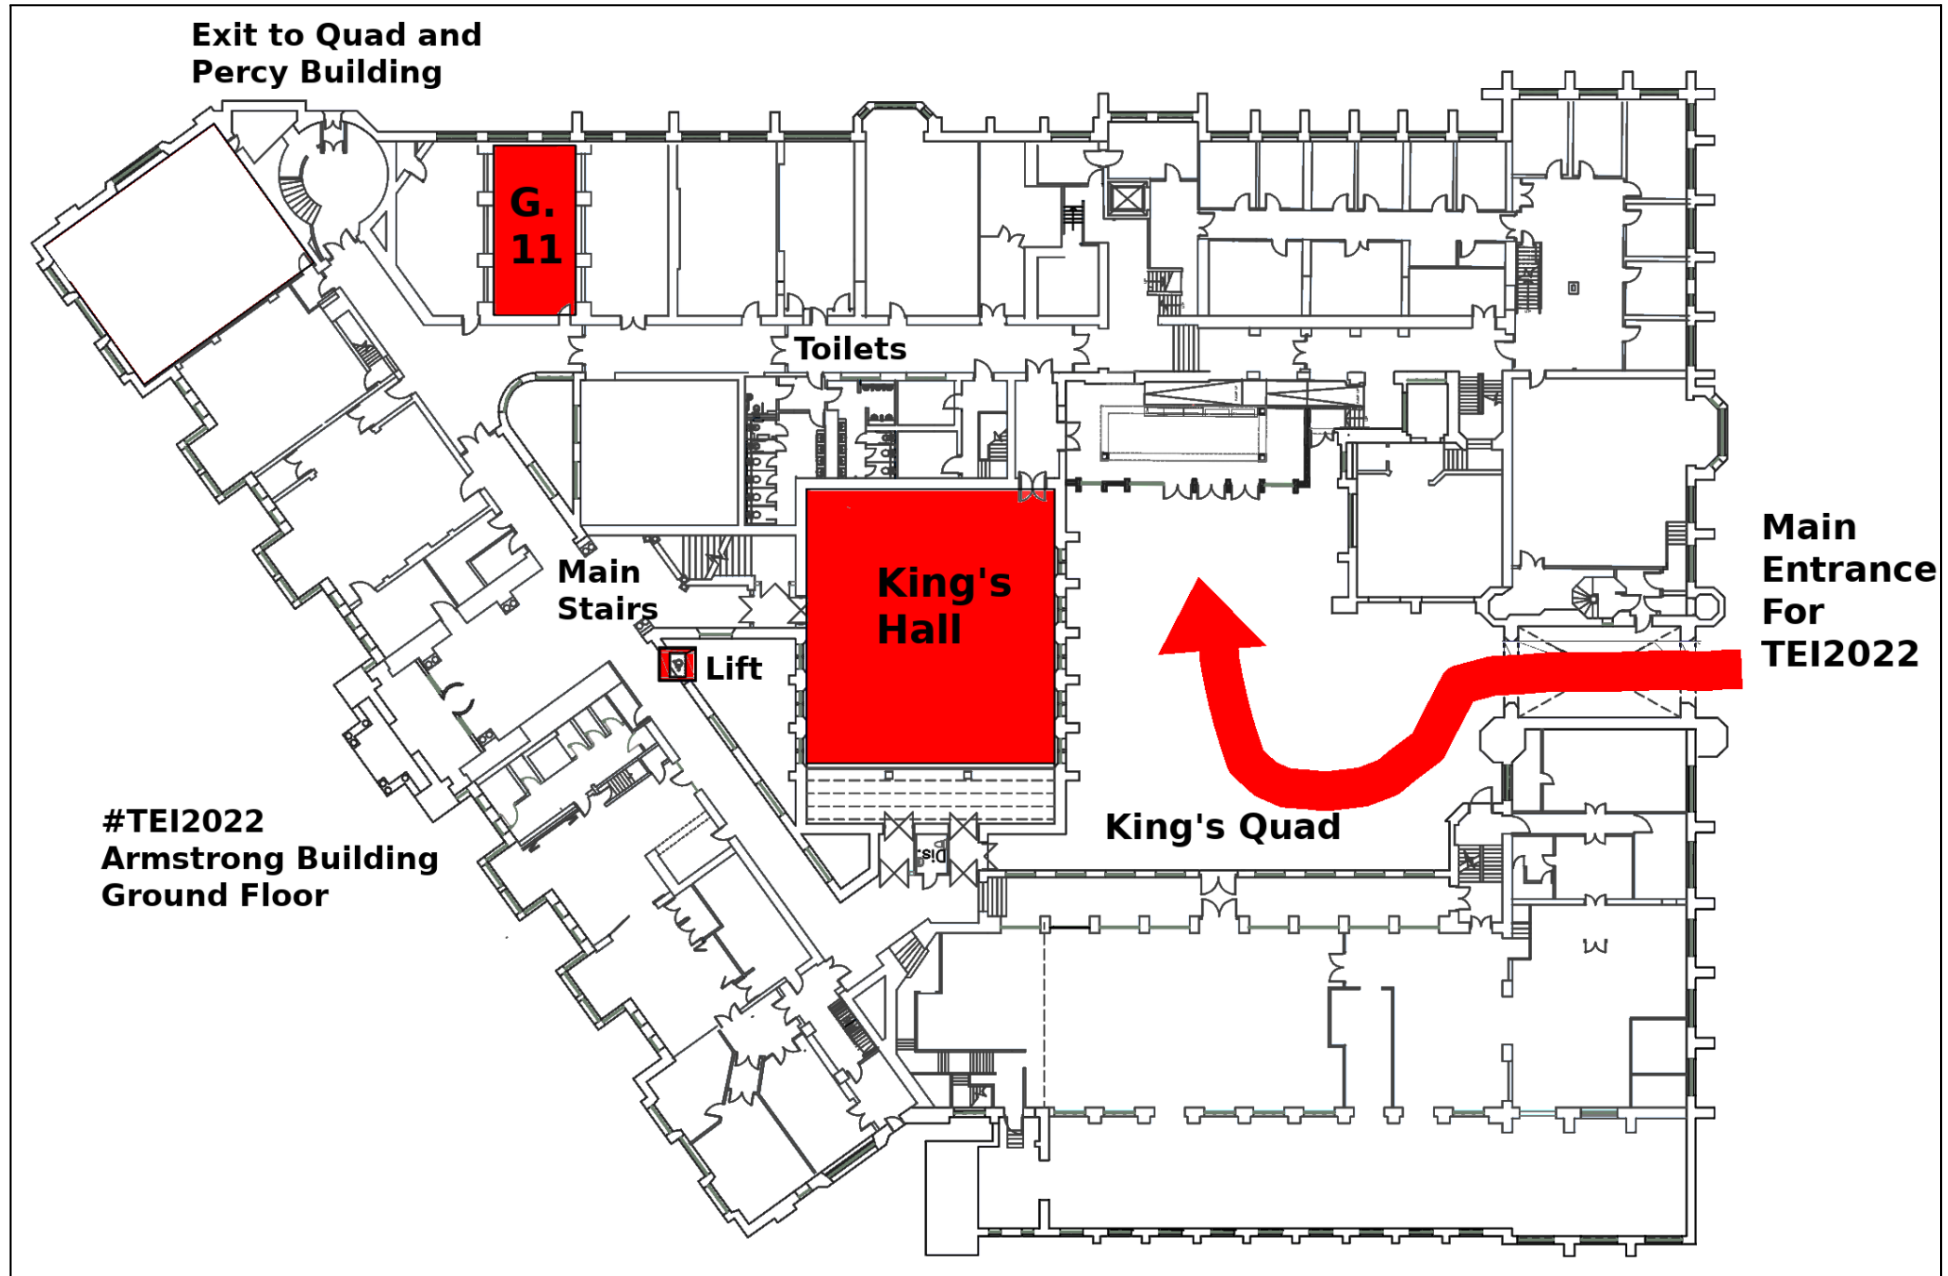 Exit to Quad and
Percy Building
G.
11
Toilets
Main
Stairs
King's
Hall
Lift
Main
Entrance
For
TEI2022
King's Quad
Dis.
#TEI2022
Armstrong Building
Ground Floor